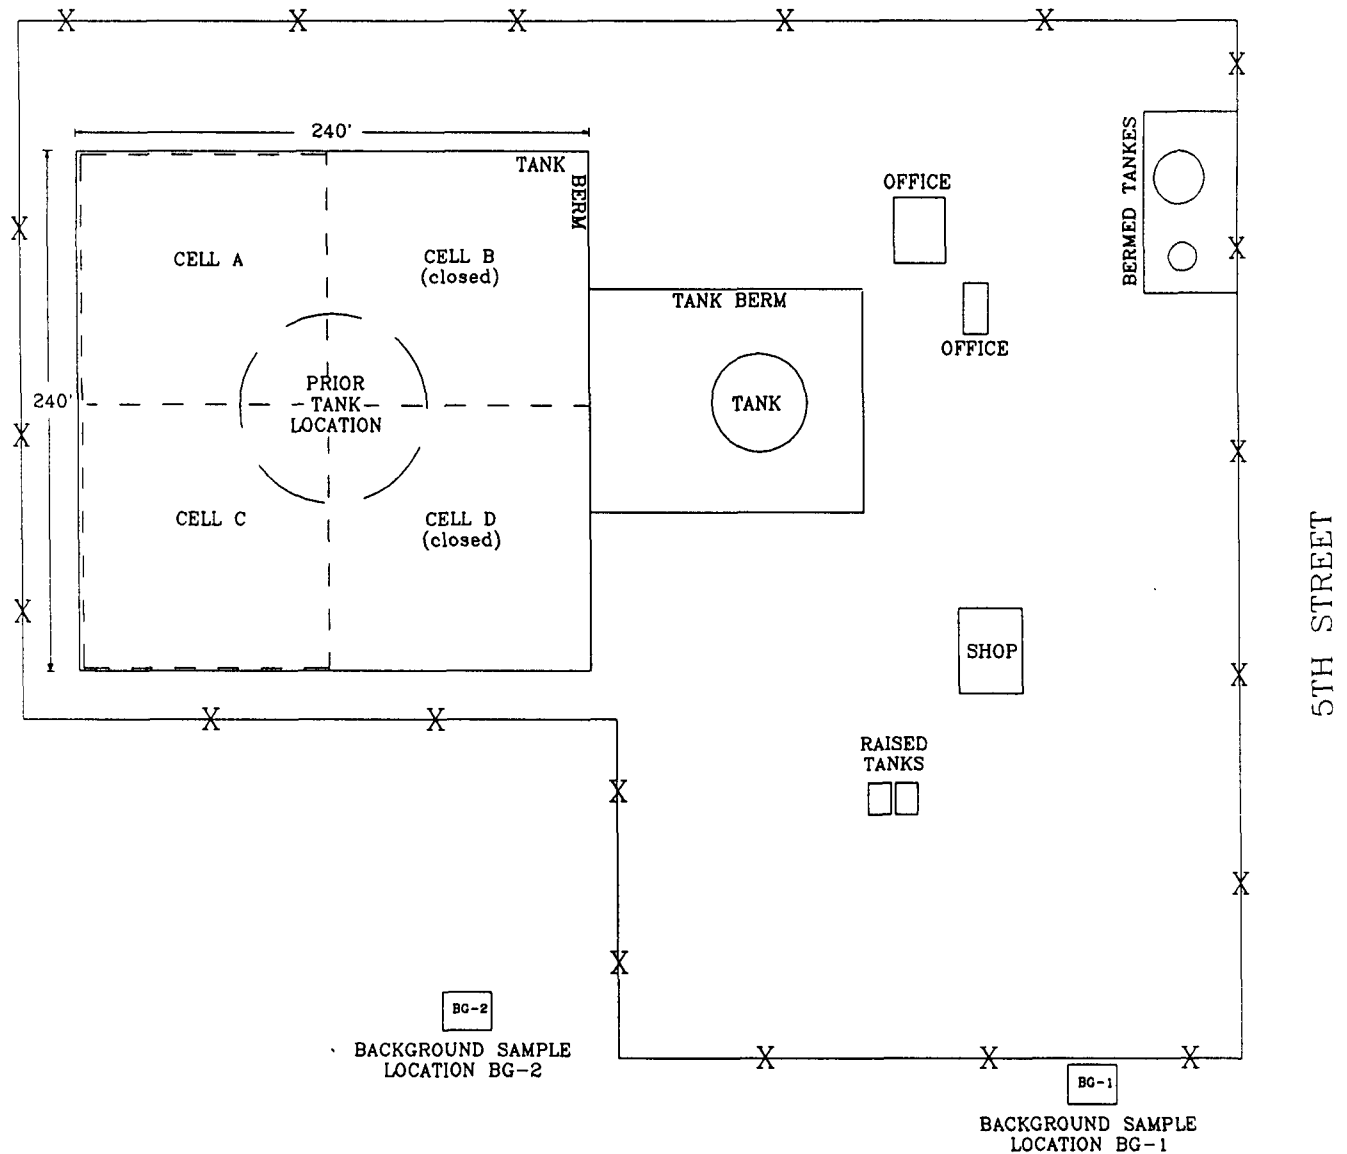 X X X X X
X
240'
TANK
BERM
BERMED TANKES
OFFICE
X
CELL A
CELL B
(closed)
X
TANK BERM
OFFICE
PRIOR
TANK
LOCATION
240'
TANK
X
X
CELL C
CELL D
(closed)
5TH STREET
X
SHOP
X
X X
RAISED
TANKS
X
X
X
BG-2
BACKGROUND SAMPLE
LOCATION BG-2
X X X
BG-1
BACKGROUND SAMPLE
LOCATION BG-1